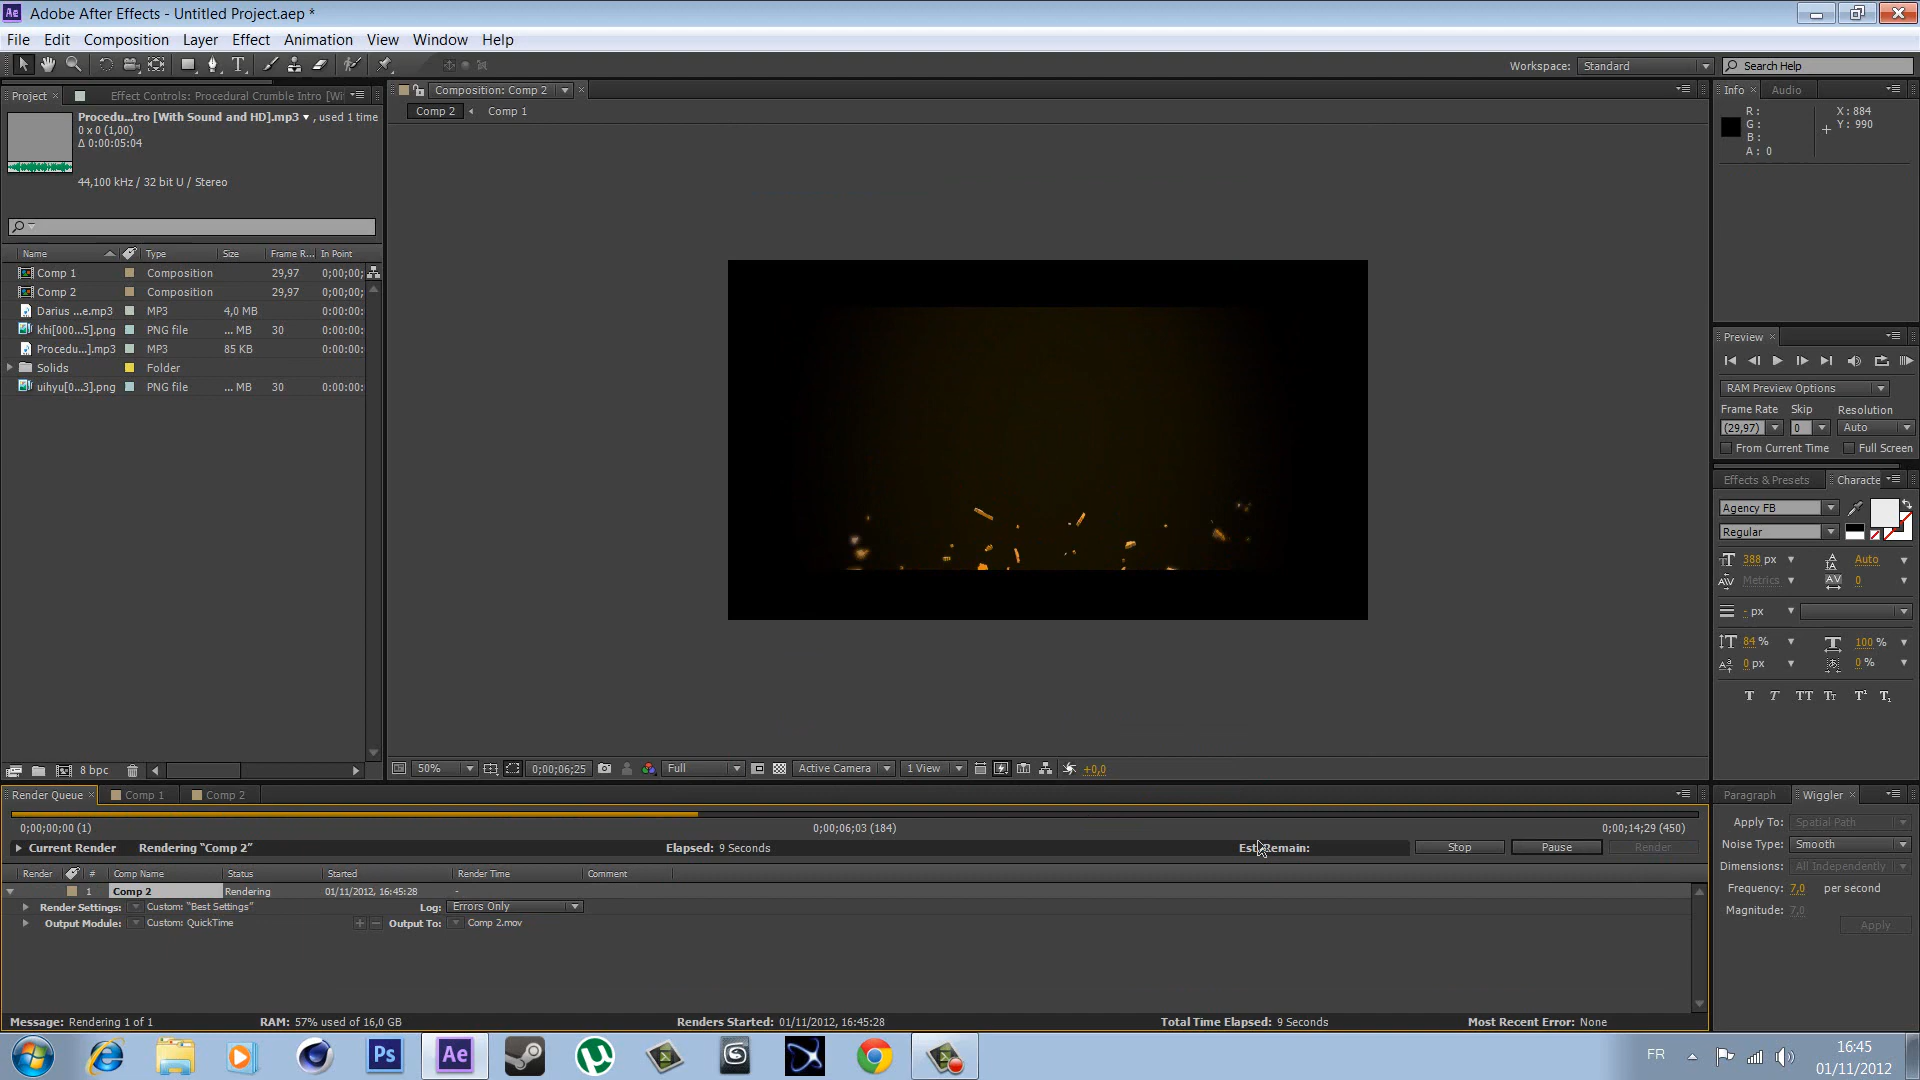 Adobe After Effects - Untitled Project.aep *
File Edit Composition Layer Effect Animation View Window Help
Workspace: Standard Search Help
Project Effect Controls: Procedural Crumble Intro [Wi
Procedu...tro [With Sound and HD].mp3 , used 1 time
0 x 0 (1,00)
Δ 0:00:05:04
44,100 kHz / 32 bit U / Stereo
Name Type Size Frame R... In Point
Comp 1 Composition 29,97 0;00;00;
Comp 2 Composition 29,97 0;00;00;
Darius ...e.mp3 MP3 4,0 MB 0:00:00:
khi[000...5].png PNG file ... MB 30 0:00:00:
Procedu...].mp3 MP3 85 KB 0:00:00:
Solids Folder
uihyu[0...3].png PNG file ... MB 30 0:00:00:
8 bpc
Composition: Comp 2
Comp 2 Comp 1
50% 0;00;06;25 Full Active Camera 1 View +0,0
Info Audio
R :
G :
B :
A : 0
X : 884
Y : 990
Preview
RAM Preview Options
Frame Rate Skip Resolution
(29,97) 0 Auto
From Current Time Full Screen
Effects & Presets Characte
Agency FB
Regular
388 px Auto
Metrics 0
- px
84 % 100 %
0 px 0 %
T T TT Tt T¹ T₁
Render Queue Comp 1 Comp 2
0;00;00;00 (1) 0;00;06;03 (184) 0;00;14;29 (450)
Current Render Rendering “Comp 2” Elapsed: 9 Seconds Est. Remain: Stop Pause Render
Render # Comp Name Status Started Render Time Comment
1 Comp 2 Rendering 01/11/2012, 16:45:28 -
Render Settings: Custom: “Best Settings” Log: Errors Only
Output Module: Custom: QuickTime Output To: Comp 2.mov
Message: Rendering 1 of 1 RAM: 57% used of 16,0 GB Renders Started: 01/11/2012, 16:45:28 Total Time Elapsed: 9 Seconds Most Recent Error: None
Paragraph Wiggler
Apply To: Spatial Path
Noise Type: Smooth
Dimensions: All Independently
Frequency: 7,0 per second
Magnitude: 7,0
Apply
Ps Ae FR 16:45
01/11/2012